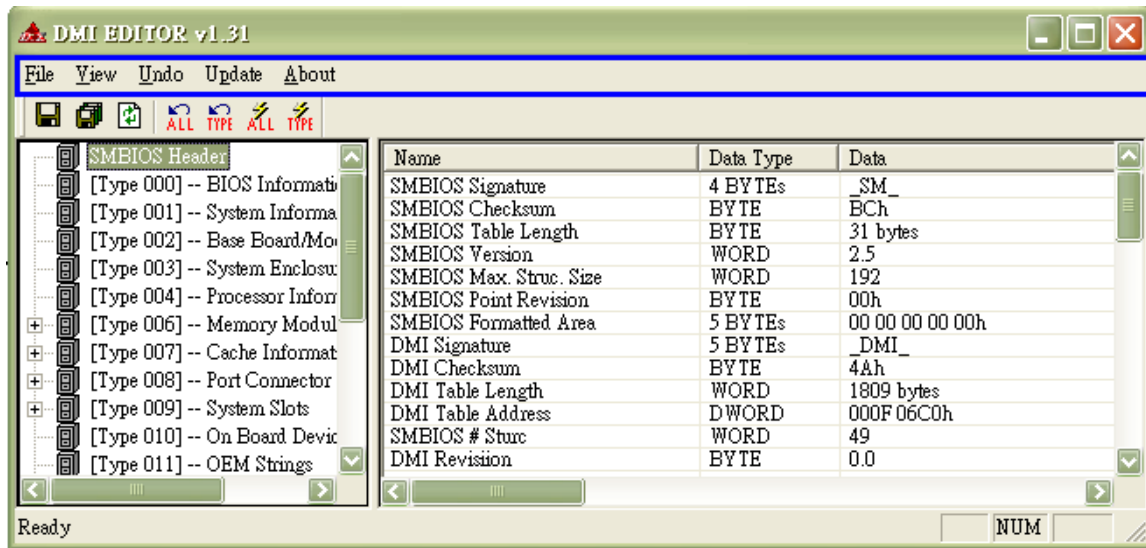 DMI EDITOR v1.31
File View Undo Update About
ALL TYPE ALL TYPE
SMBIOS Header
[Type 000] -- BIOS Informati
[Type 001] -- System Informa
[Type 002] -- Base Board/Mo
[Type 003] -- System Enclosu
[Type 004] -- Processor Inform
[Type 006] -- Memory Modul
[Type 007] -- Cache Informat
[Type 008] -- Port Connector
[Type 009] -- System Slots
[Type 010] -- On Board Devic
[Type 011] -- OEM Strings
Name Data Type Data
SMBIOS Signature 4 BYTEs _SM_
SMBIOS Checksum BYTE BCh
SMBIOS Table Length BYTE 31 bytes
SMBIOS Version WORD 2.5
SMBIOS Max. Struc. Size WORD 192
SMBIOS Point Revision BYTE 00h
SMBIOS Formatted Area 5 BYTEs 00 00 00 00 00h
DMI Signature 5 BYTEs _DMI_
DMI Checksum BYTE 4Ah
DMI Table Length WORD 1809 bytes
DMI Table Address DWORD 000F 06C0h
SMBIOS # Sturc WORD 49
DMI Revisiion BYTE 0.0
Ready NUM